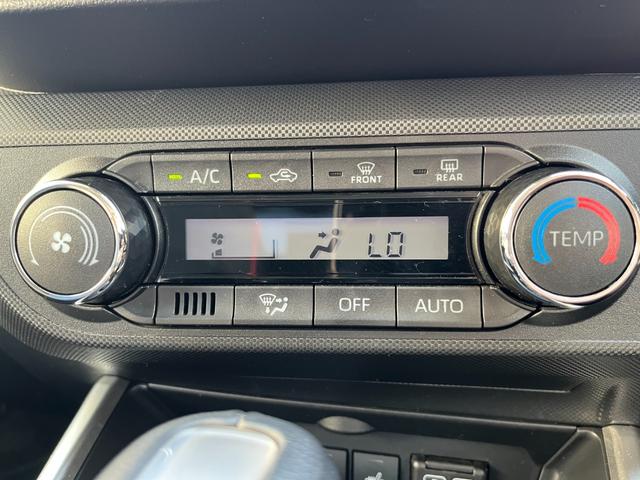 A/C
FRONT
REAR
LO
TEMP
OFF
AUTO